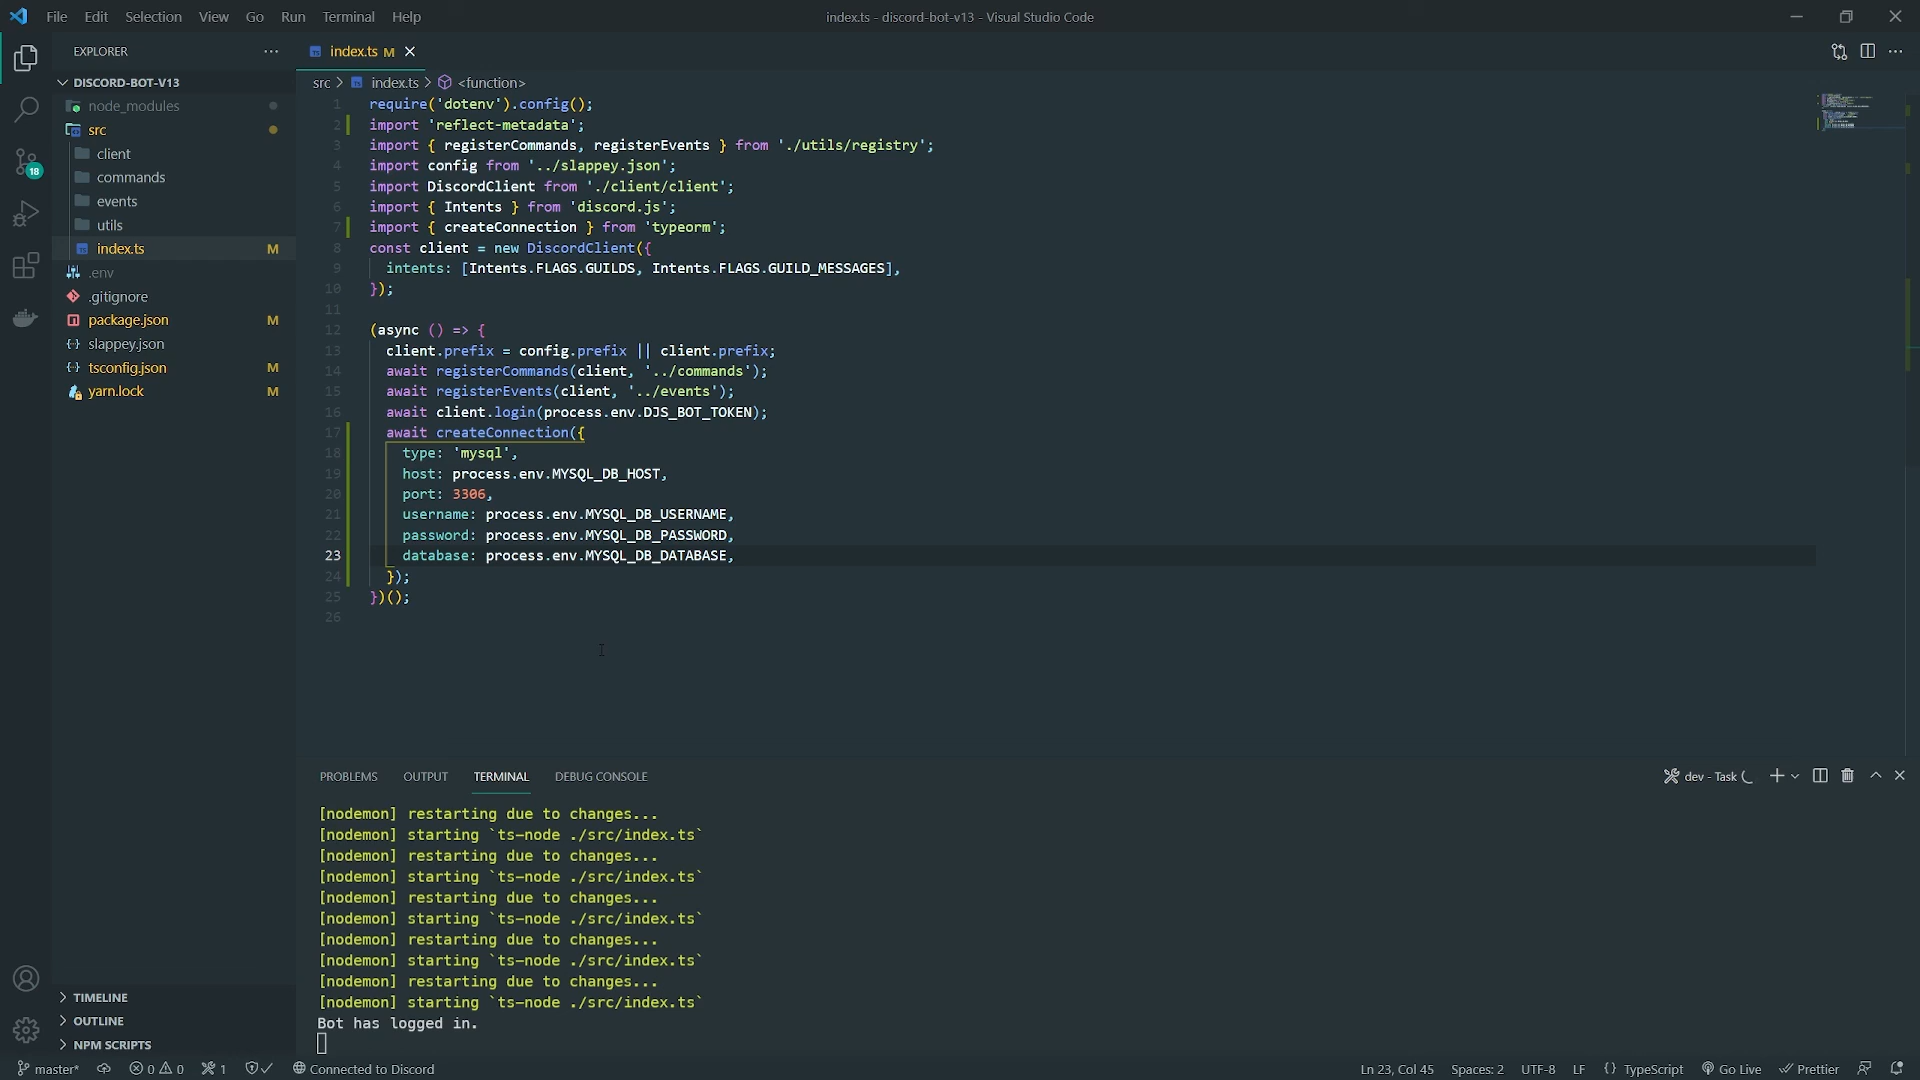 File Edit Selection View Go Run Terminal Help
index.ts - discord-bot-v13 - Visual Studio Code
EXPLORER
index.ts M
DISCORD-BOT-V13
node_modules
src
client
commands
events
utils
index.ts M
.env
.gitignore
package.json M
slappey.json
tsconfig.json M
yarn.lock M
18
TIMELINE
OUTLINE
NPM SCRIPTS
src > index.ts > <function>
1 require('dotenv').config();
2 import 'reflect-metadata';
3 import { registerCommands, registerEvents } from './utils/registry';
4 import config from '../slappey.json';
5 import DiscordClient from './client/client';
6 import { Intents } from 'discord.js';
7 import { createConnection } from 'typeorm';
8 const client = new DiscordClient({
9 intents: [Intents.FLAGS.GUILDS, Intents.FLAGS.GUILD_MESSAGES],
10 });
11
12 (async () => {
13 client.prefix = config.prefix || client.prefix;
14 await registerCommands(client, '../commands');
15 await registerEvents(client, '../events');
16 await client.login(process.env.DJS_BOT_TOKEN);
17 await createConnection({
18 type: 'mysql',
19 host: process.env.MYSQL_DB_HOST,
20 port: 3306,
21 username: process.env.MYSQL_DB_USERNAME,
22 password: process.env.MYSQL_DB_PASSWORD,
23 database: process.env.MYSQL_DB_DATABASE,
24 });
25 })();
26
PROBLEMS OUTPUT TERMINAL DEBUG CONSOLE
dev - Task
[nodemon] restarting due to changes...
[nodemon] starting `ts-node ./src/index.ts`
[nodemon] restarting due to changes...
[nodemon] starting `ts-node ./src/index.ts`
[nodemon] restarting due to changes...
[nodemon] starting `ts-node ./src/index.ts`
[nodemon] restarting due to changes...
[nodemon] starting `ts-node ./src/index.ts`
[nodemon] restarting due to changes...
[nodemon] starting `ts-node ./src/index.ts`
Bot has logged in.
master* 0 0 1 Connected to Discord
Ln 23, Col 45 Spaces: 2 UTF-8 LF {} TypeScript Go Live Prettier